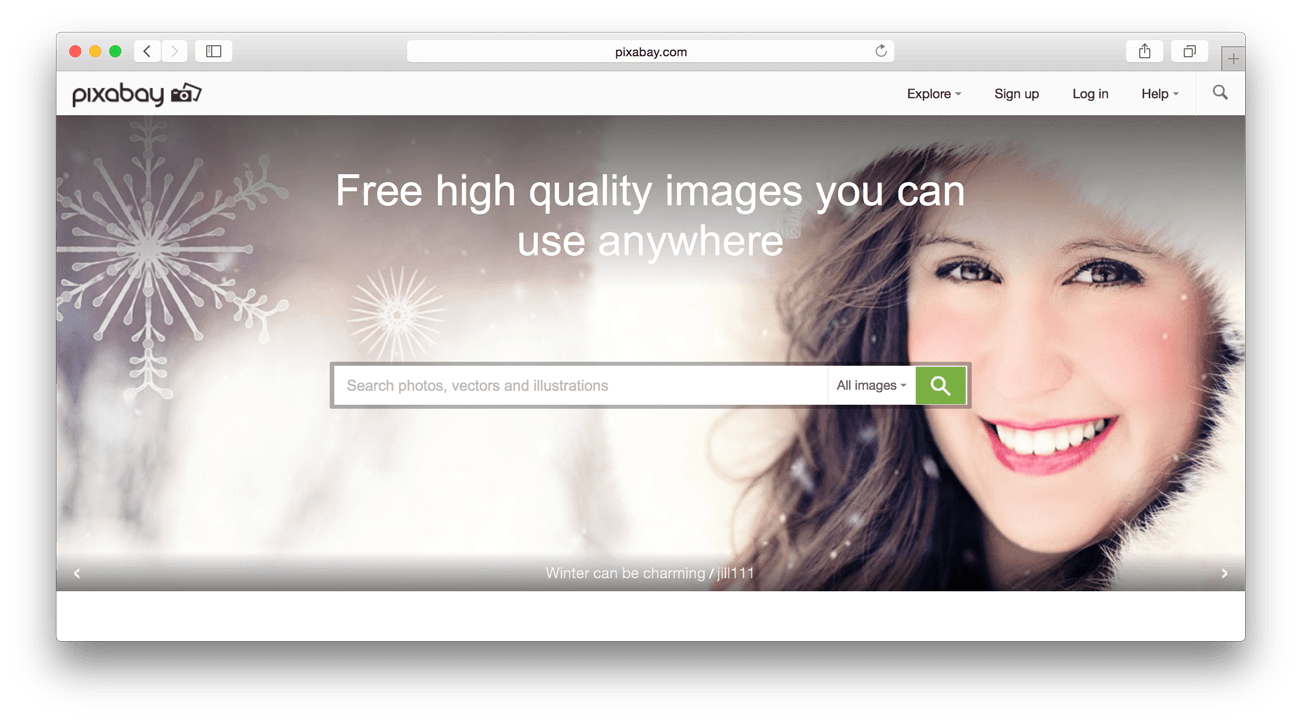 pixabay.com
pixabay
Explore
Sign up
Log in
Help
Free high quality images you can
use anywhere
Search photos, vectors and illustrations
All images
Winter can be charming / jill111